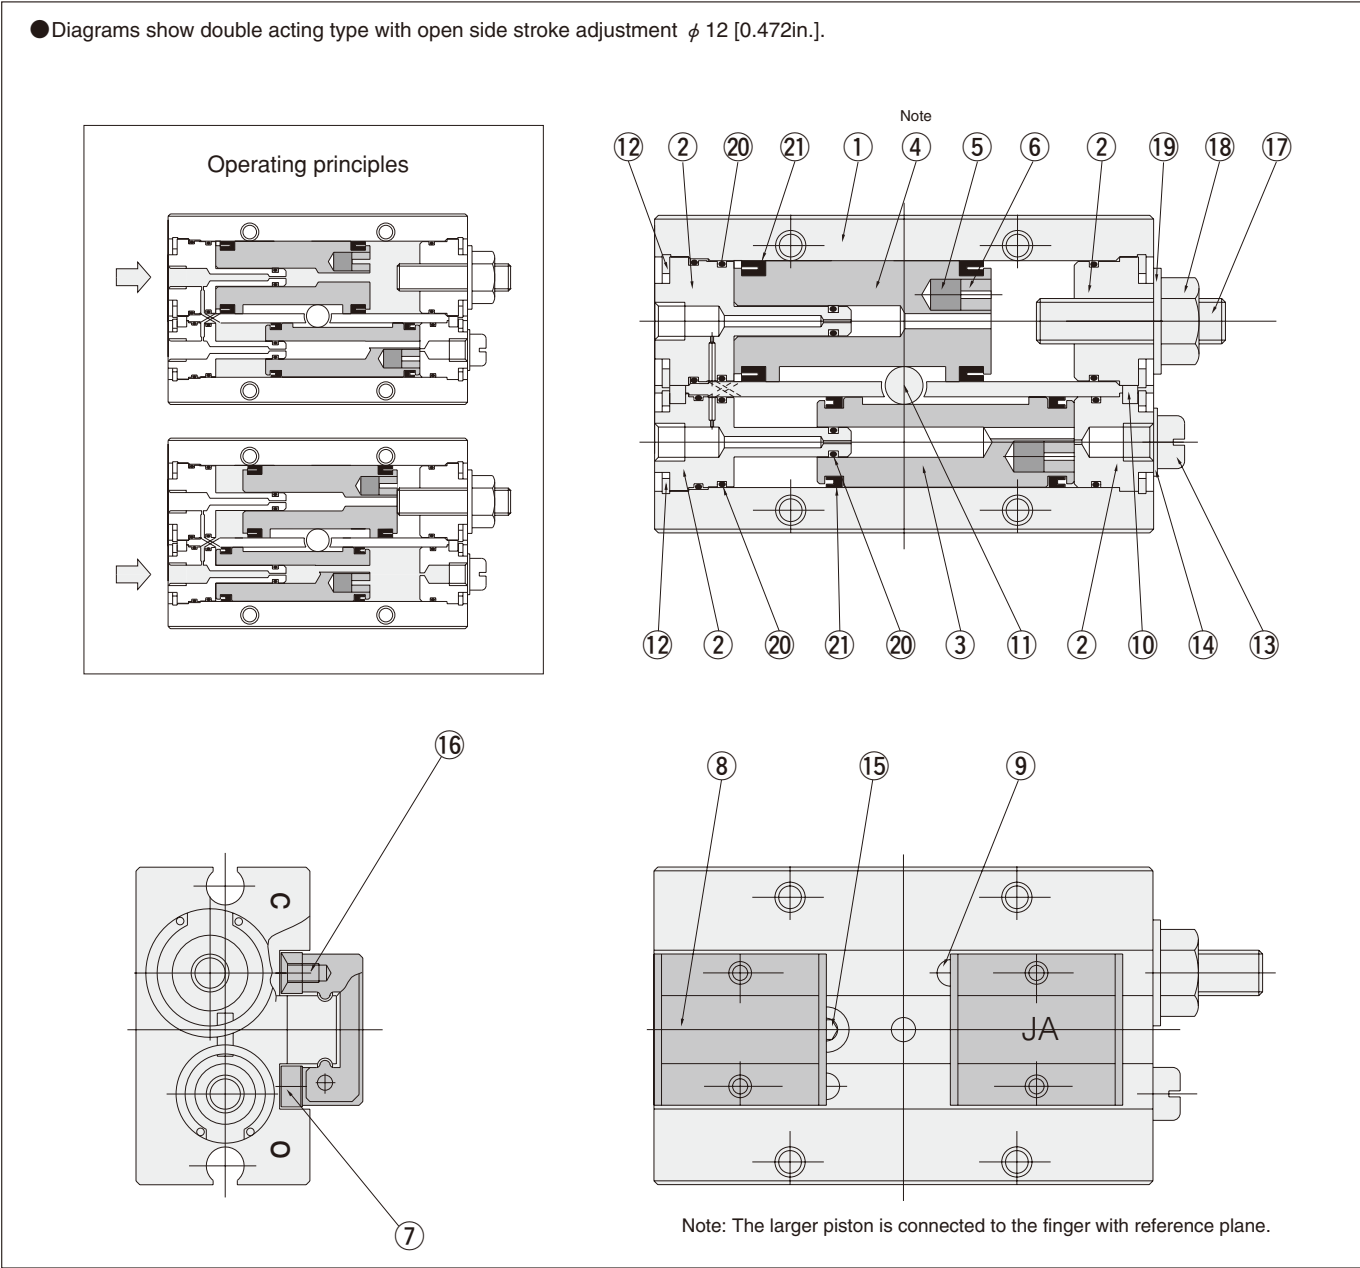 ●Diagrams show double acting type with open side stroke adjustment ϕ 12 [0.472in.].
Operating principles
Note
⑫ ② ⑳ ㉑ ① ④ ⑤ ⑥ ② ⑲ ⑱ ⑰
⑫ ② ⑳ ㉑ ⑳ ③ ⑪ ② ⑩ ⑭ ⑬
⑯
⑧ ⑮ ⑨
C
JA
O
⑦
Note: The larger piston is connected to the finger with reference plane.